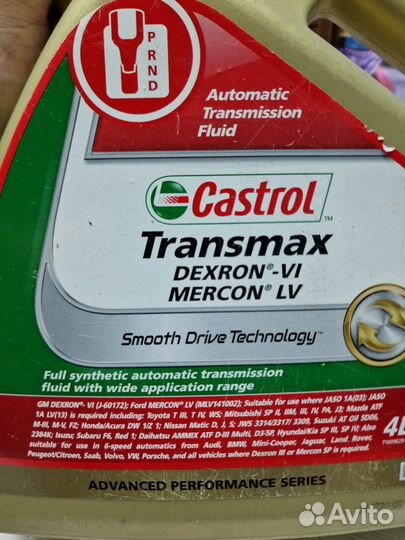 P
R
N
D
Automatic
Transmission
Fluid
Castrol™
Transmax
DEXRON®-VI
MERCON® LV
Smooth Drive Technology™
Full synthetic automatic transmission
fluid with wide application range
GM DEXRON®-VI (J-60172); Ford MERCON® LV (MLV141002); Suitable for use where JASO 1A(03); JASO
1A LV(13) is required including: Toyota T III, T IV, WS; Mitsubishi SP II, IIM, III, IV, PA, J3; Mazda ATF
M-III, M-V, FZ; Honda/Acura DW 1/Z 1; Nissan Matic D, J, S; JWS 3314/3317/ 3309, Suzuki AT Oil 5D06,
2384K; Isuzu; Subaru F6, Red 1; Daihatsu AMMIX ATF D-III Multi, D3-SP, Hyundai/Kia SP III, SP IV; Also
suitable for use in 6-speed automatics from Audi, BMW, Mini-Cooper, Jaguar, Land Rover,
Peugeot/Citroen, Saab, Volvo, VW, Porsche, and all vehicles where Dexron III or Mercon SP is required.
4L
ADVANCED PERFORMANCE SERIES
Avito